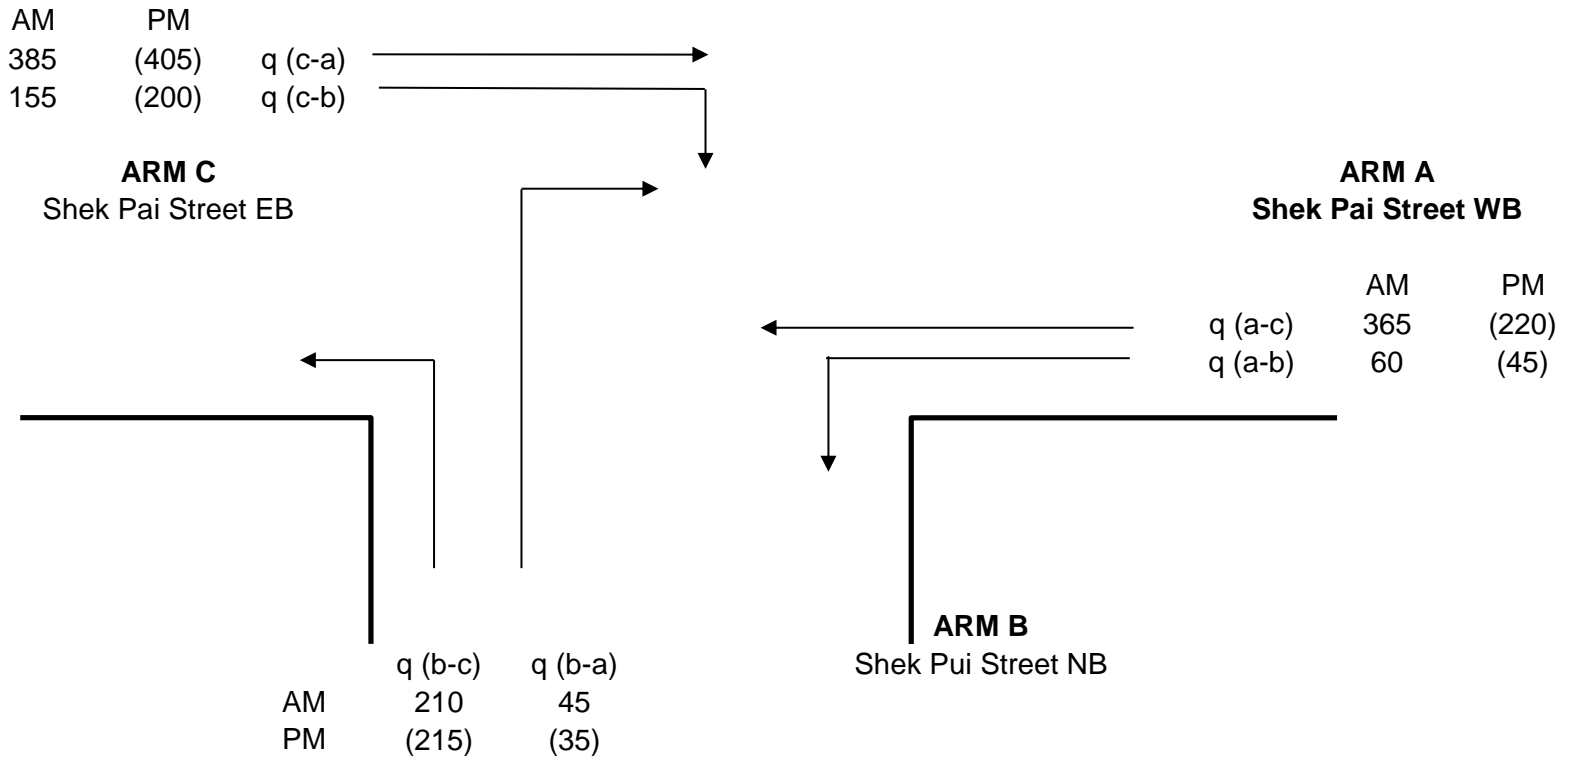 AM PM
385 (405) q (c-a)
155 (200) q (c-b)
ARM C
Shek Pai Street EB
ARM A
Shek Pai Street WB
AM PM
q (a-c) 365 (220)
q (a-b) 60 (45)
ARM B
Shek Pui Street NB
q (b-c) q (b-a)
AM 210 45
PM (215) (35)